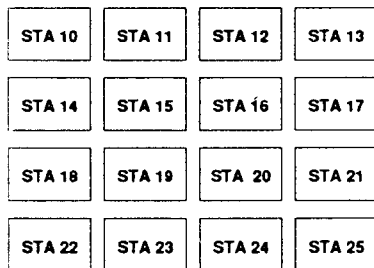 STA 10 STA 11 STA 12 STA 13
STA 14 STA 15 STA 16 STA 17
STA 18 STA 19 STA 20 STA 21
STA 22 STA 23 STA 24 STA 25